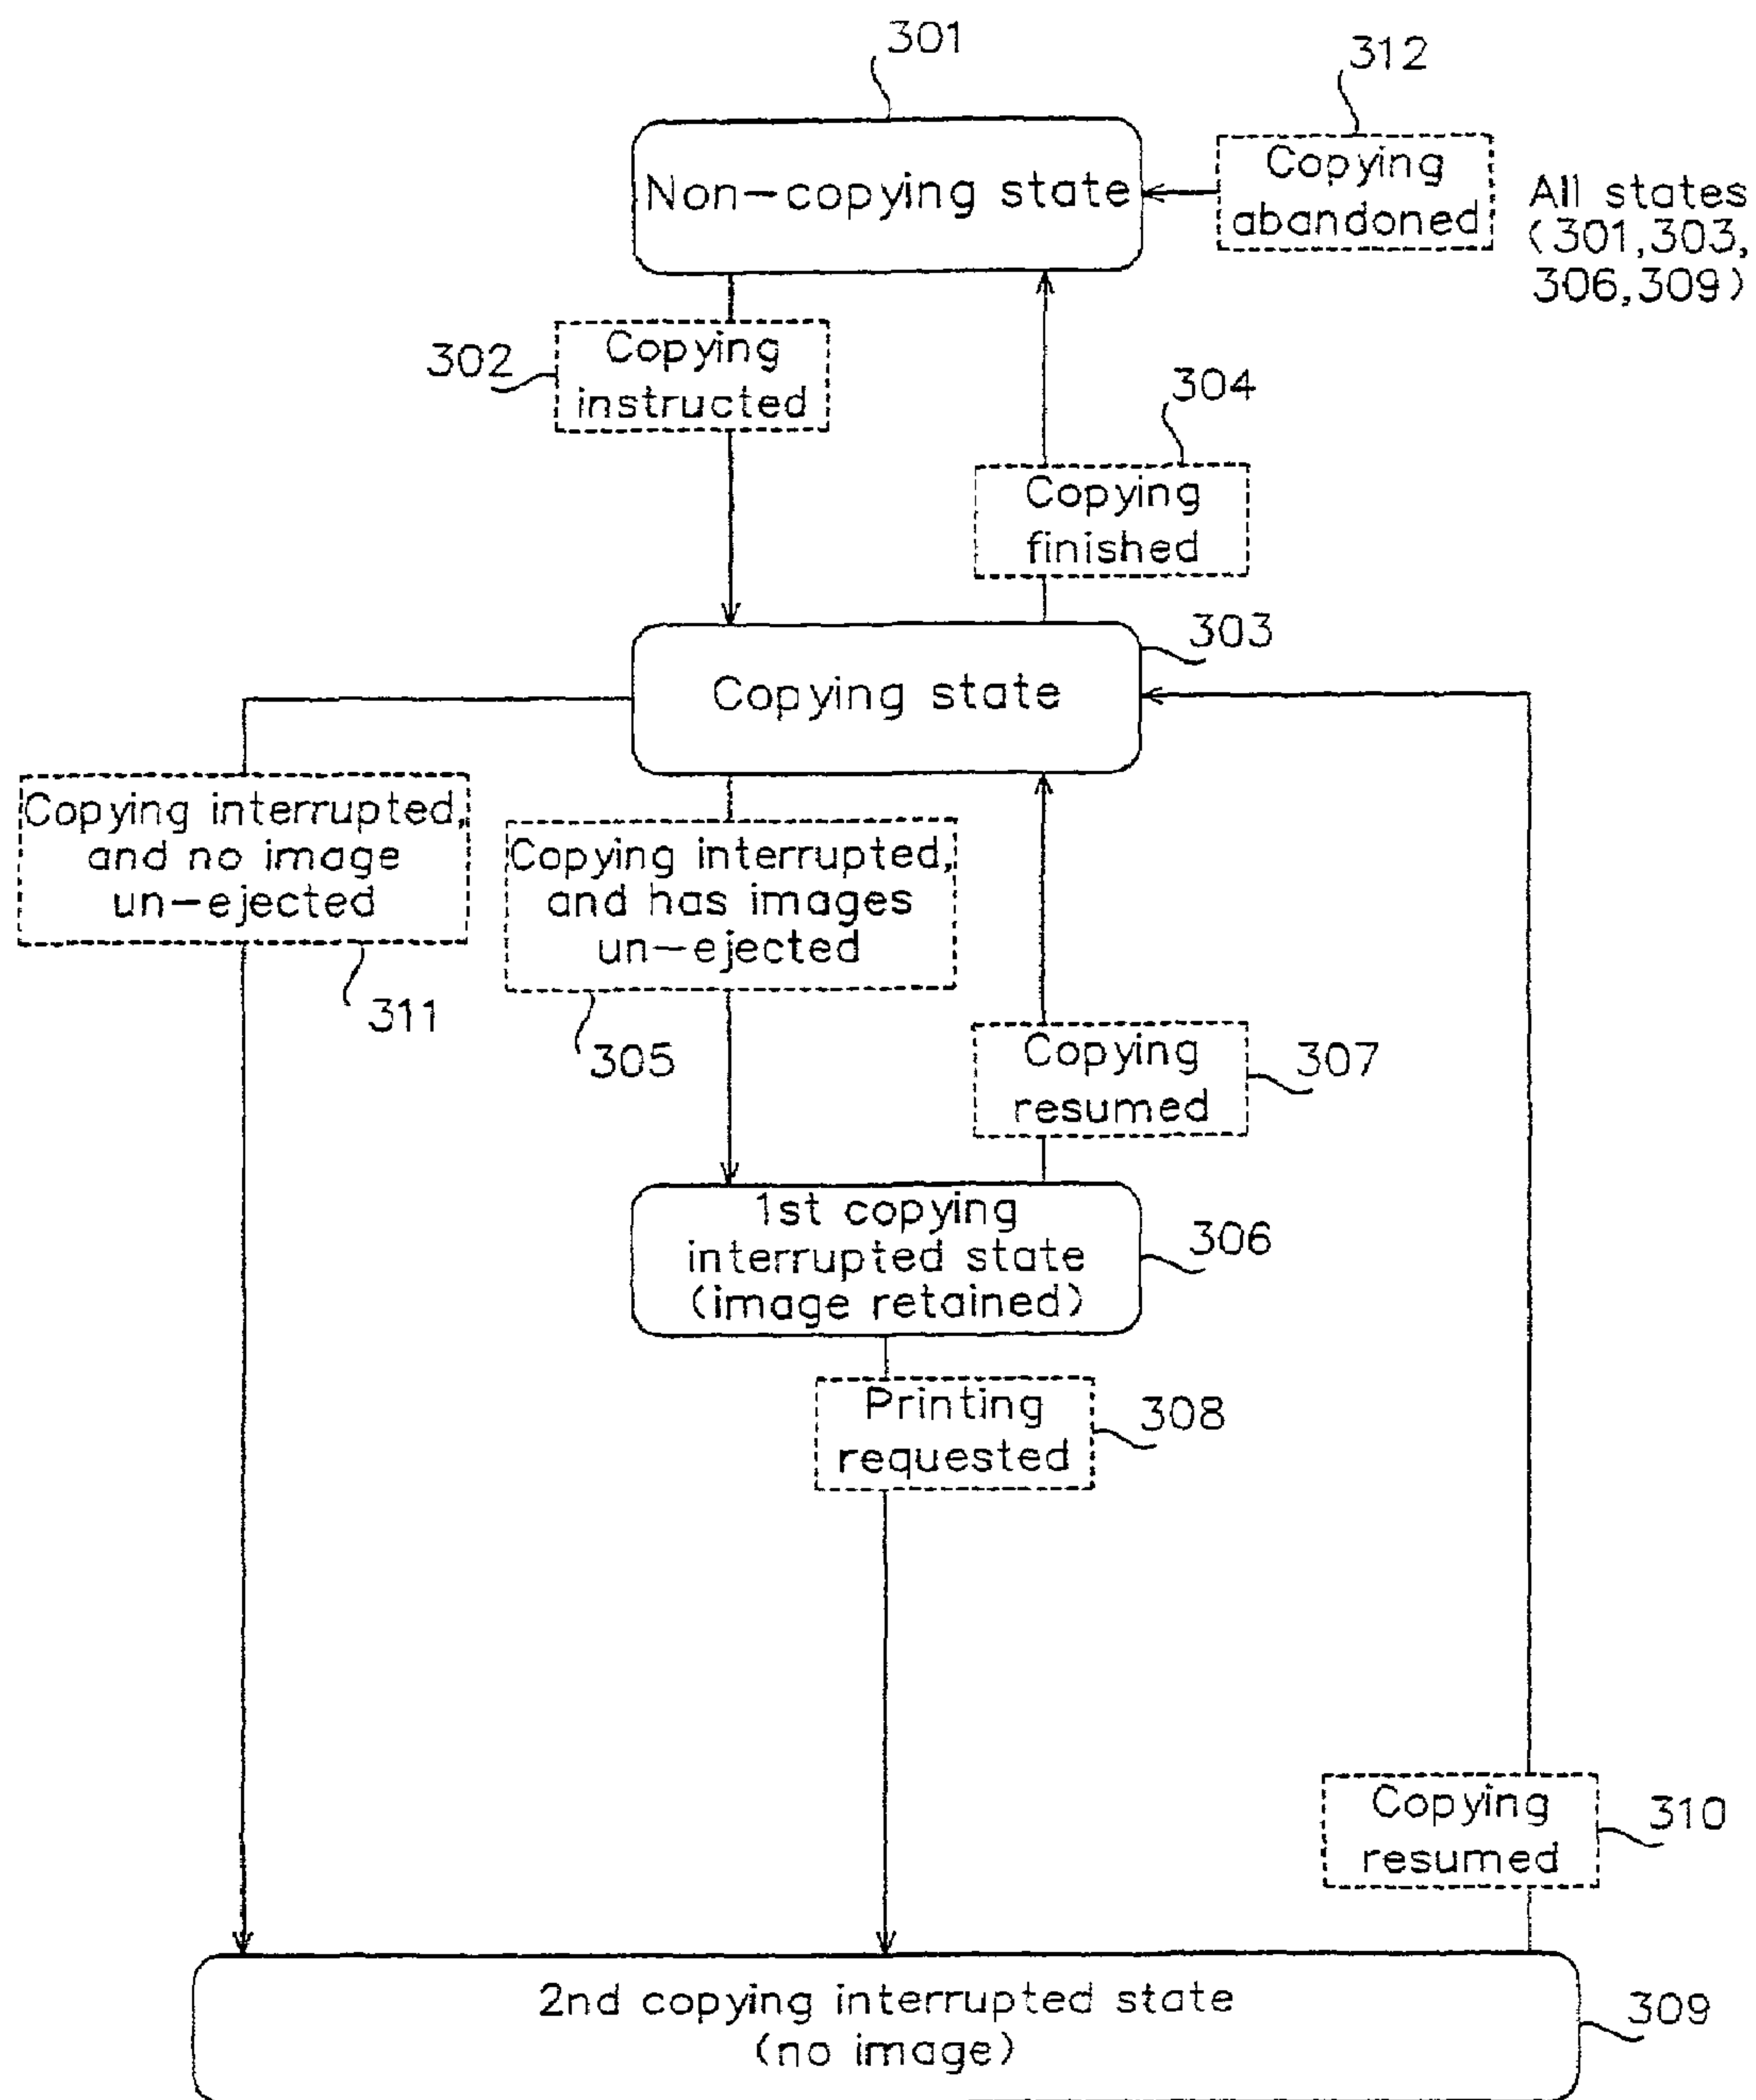 301
312
Non-copying state
Copying
abandoned
All states
(301,303,
306,309)
302
Copying
instructed
304
Copying
finished
303
Copying state
Copying interrupted,
and no image
un-ejected
311
Copying interrupted,
and has images
un-ejected
305
Copying
resumed
307
1st copying
interrupted state
(image retained)
306
Printing
requested
308
Copying
resumed
310
2nd copying interrupted state
(no image)
309